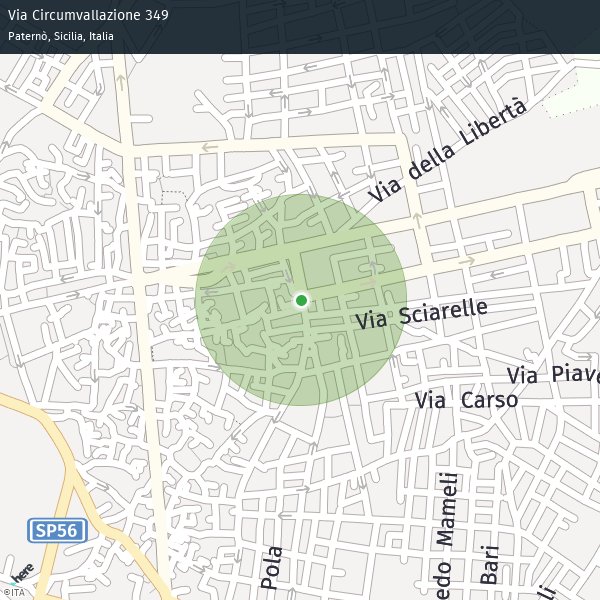 Via Circumvallazione 349
Paternò, Sicilia, Italia
Via della Libertà
Via Sciarelle
Via Piave
Via Carso
SP56
Pola
edo Mameli
Bari
li
here
©ITA